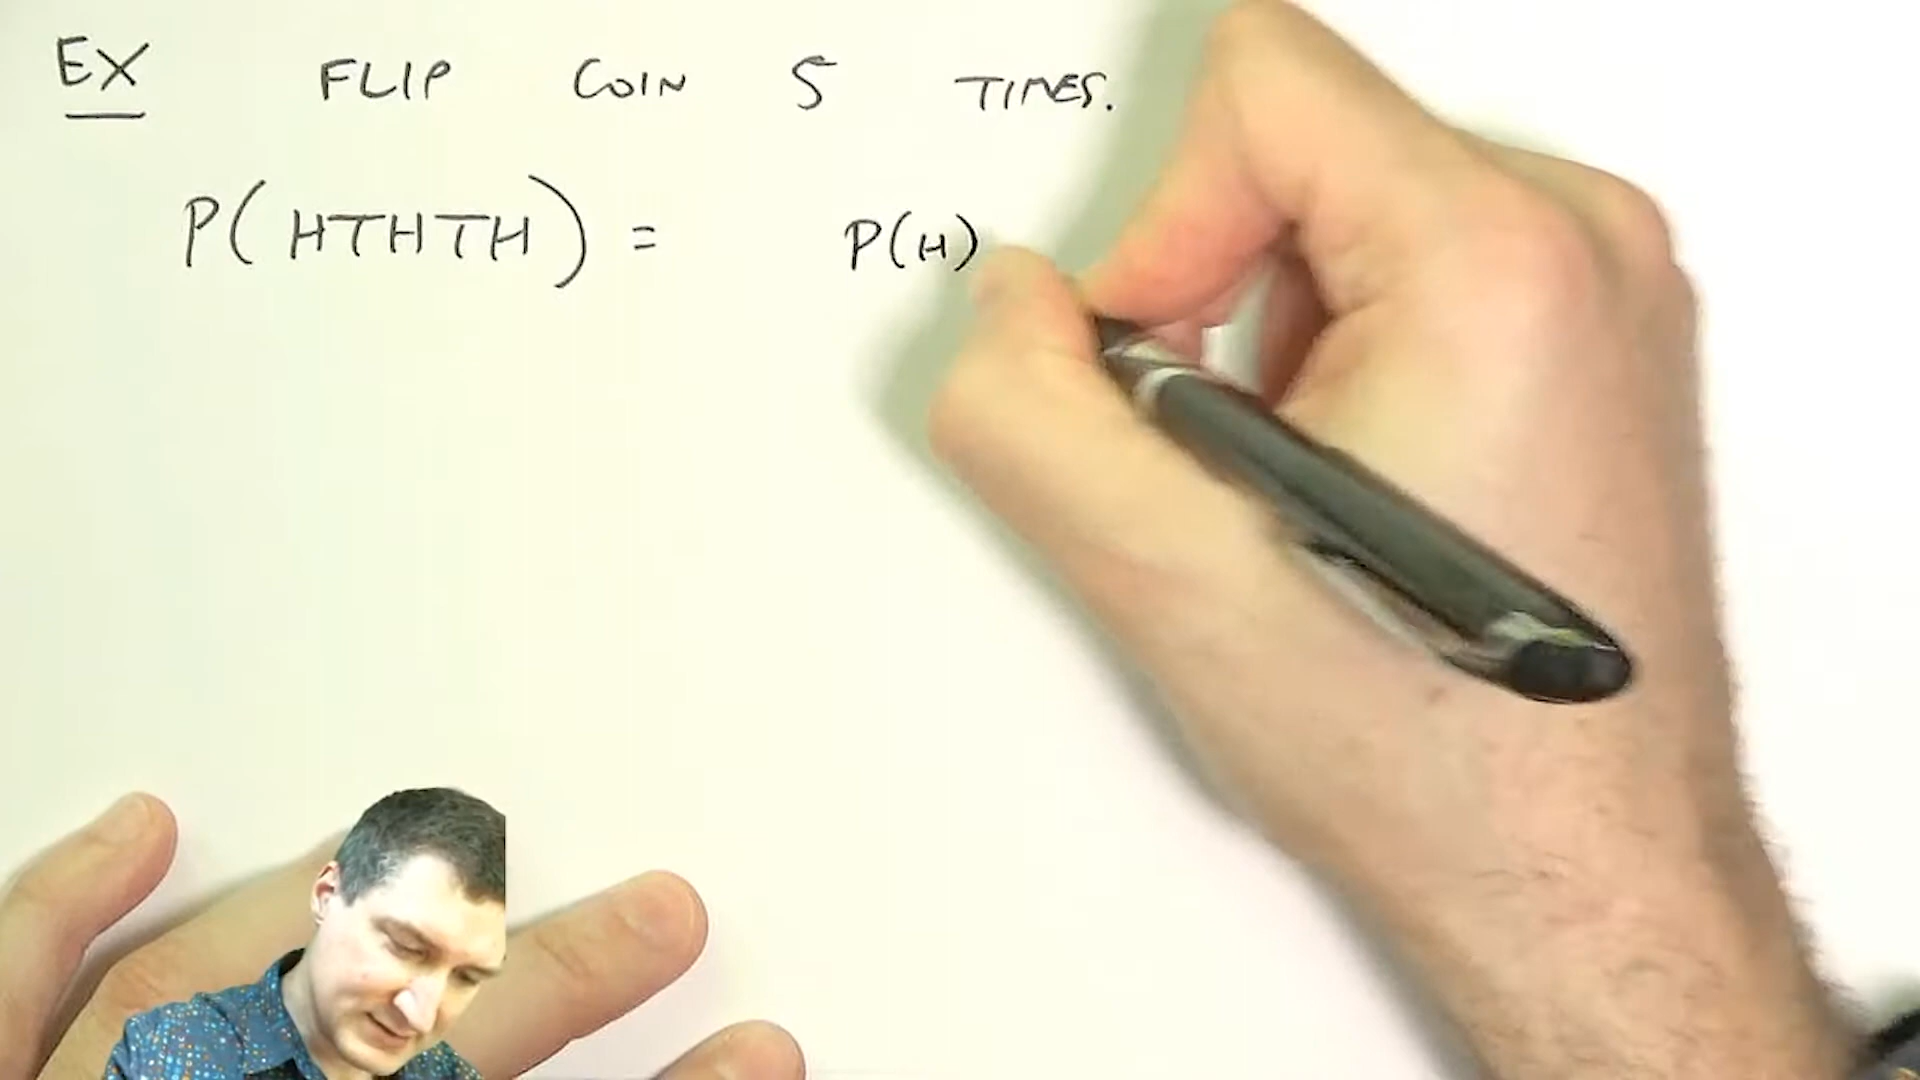 EX FLIP COIN 5 TIMES.
P(HTHTH) = P(H)